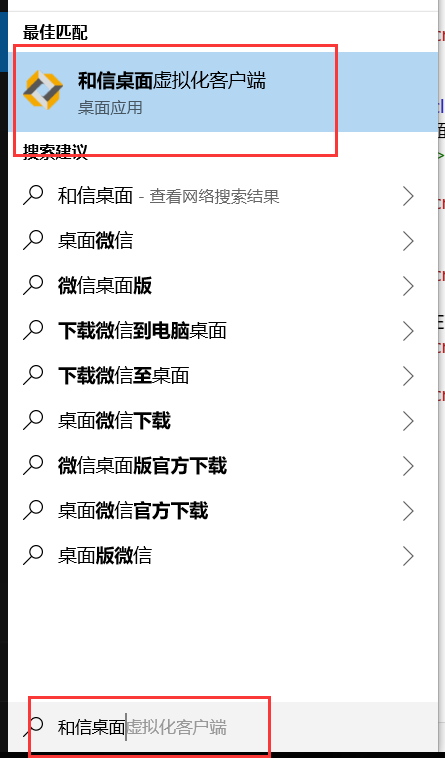 最佳匹配
和信桌面虚拟化客户端
桌面应用
搜索建议
和信桌面 - 查看网络搜索结果
桌面微信
微信桌面版
下载微信到电脑桌面
下载微信至桌面
桌面微信下载
微信桌面版官方下载
桌面微信官方下载
桌面版微信
和信桌面虚拟化客户端